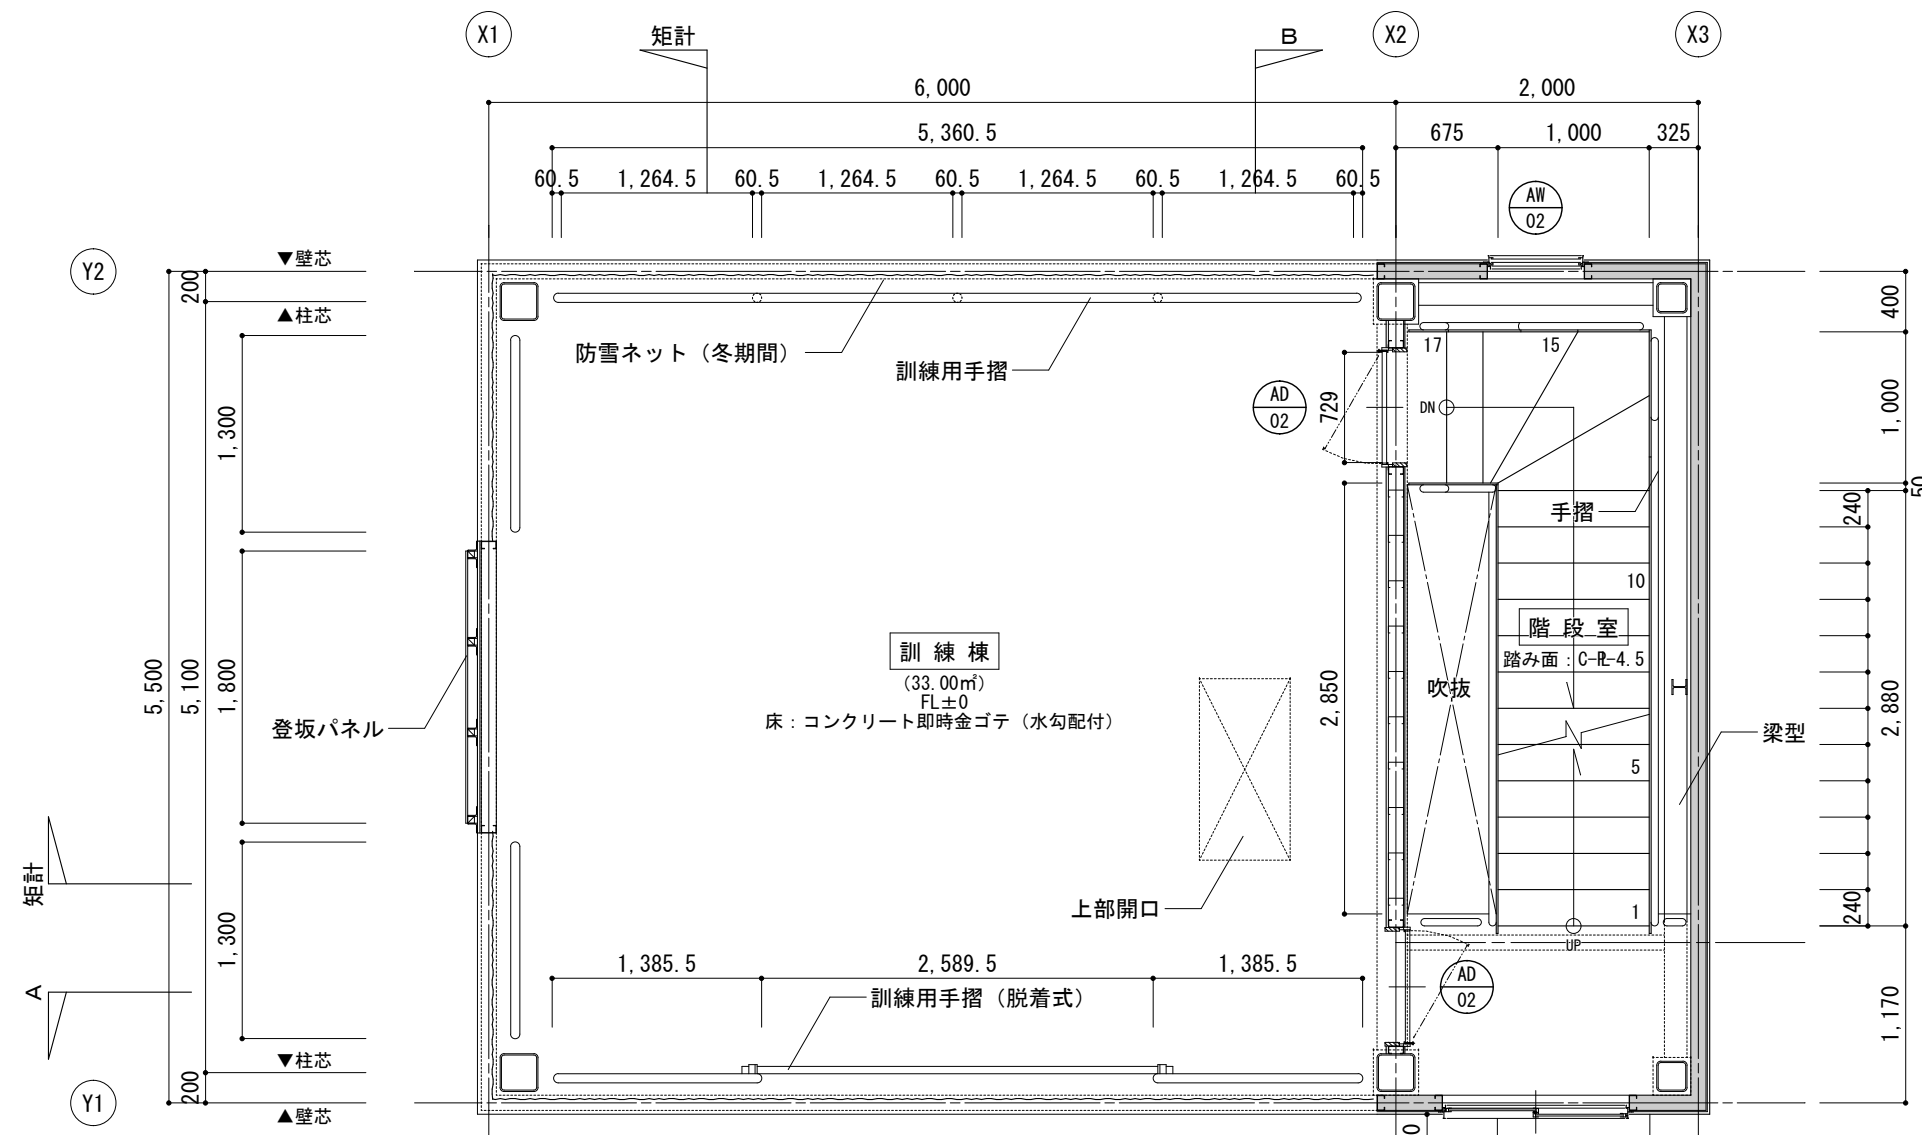 X1
X2
X3
矩計
B
6,000
2,000
5,360.5
675
1,000
325
60.5
1,264.5
60.5
1,264.5
60.5
1,264.5
60.5
1,264.5
60.5
AW
02
Y2
▼壁芯
200
▲柱芯
400
防雪ネット（冬期間）
訓練用手摺
17
15
AD
02
729
DN
1,000
1,300
50
手摺
240
10
訓 練 棟
（33.00㎡）
FL±0
床：コンクリート即時金ゴテ（水勾配付）
階 段 室
踏み面：C-PL-4.5
吹抜
H
5,500
5,100
1,800
2,850
2,880
登坂パネル
梁型
5
矩計
上部開口
1
240
UP
1,300
1,385.5
2,589.5
1,385.5
A
訓練用手摺（脱着式）
AD
02
1,170
▼柱芯
200
Y1
▲壁芯